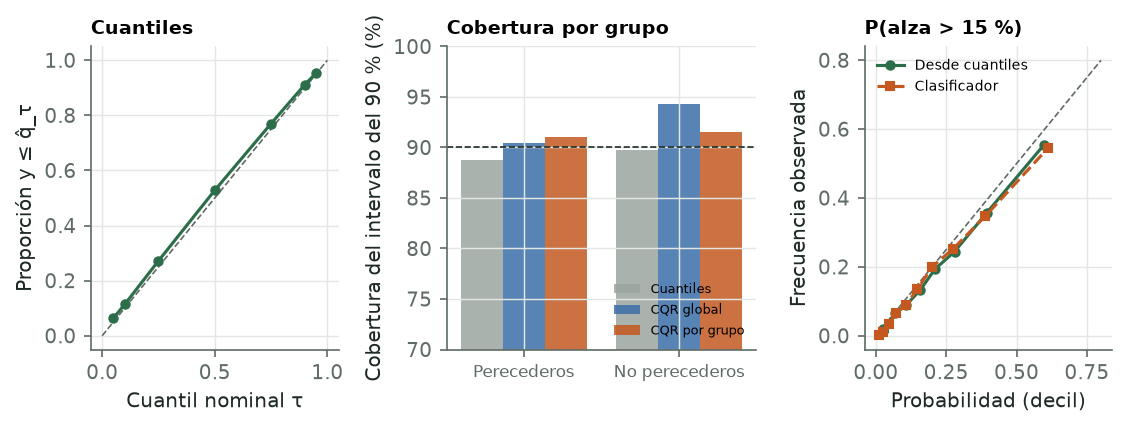 Cuantiles
Proporción y ≤ q̂_τ
1.0
0.8
0.6
0.4
0.2
0.0
0.0
0.5
1.0
Cuantil nominal τ
Cobertura por grupo
Cobertura del intervalo del 90 % (%)
100
95
90
85
80
75
70
Cuantiles
CQR global
CQR por grupo
Perecederos
No perecederos
P(alza > 15 %)
Frecuencia observada
0.8
0.6
0.4
0.2
0.0
Desde cuantiles
Clasificador
0.00
0.25
0.50
0.75
Probabilidad (decil)